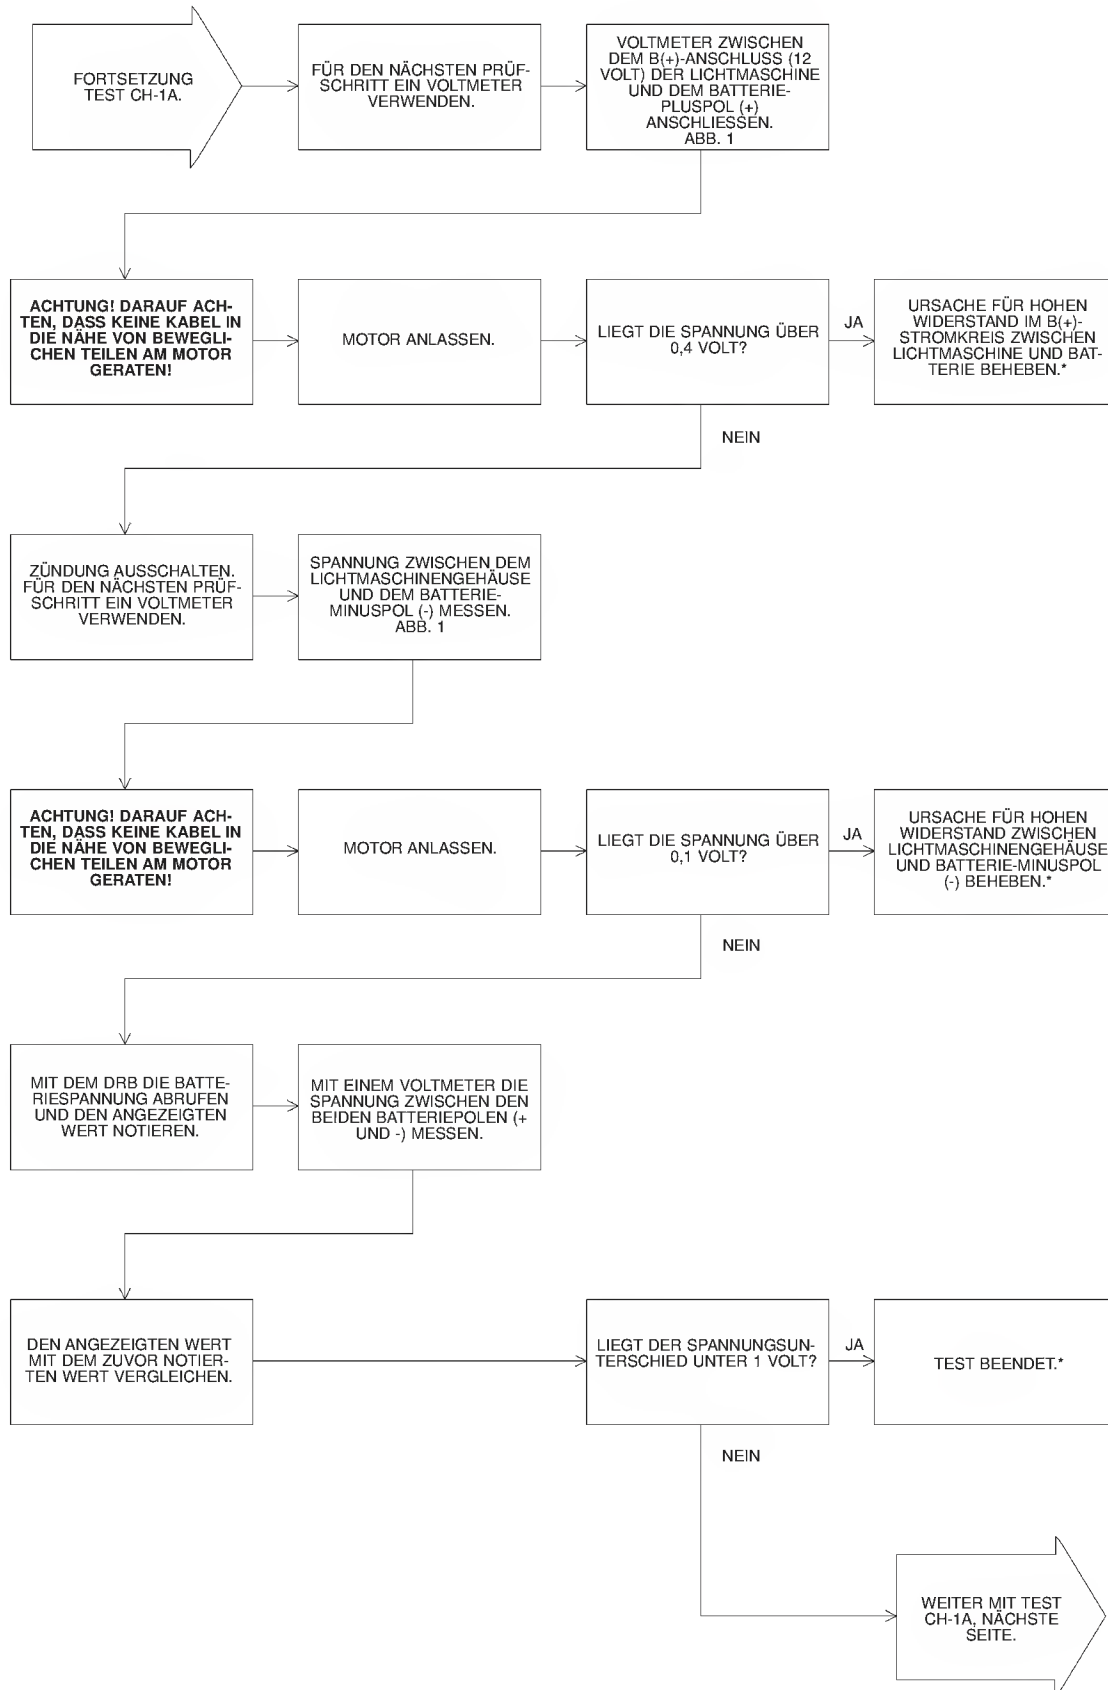 FORTSETZUNG
TEST CH-1A.
FÜR DEN NÄCHSTEN PRÜF-
SCHRITT EIN VOLTMETER
VERWENDEN.
VOLTMETER ZWISCHEN
DEM B(+)-ANSCHLUSS (12
VOLT) DER LICHTMASCHINE
UND DEM BATTERIE-
PLUSPOL (+)
ANSCHLIESSEN.
ABB. 1
ACHTUNG! DARAUF ACH-
TEN, DASS KEINE KABEL IN
DIE NÄHE VON BEWEGLI-
CHEN TEILEN AM MOTOR
GERATEN!
MOTOR ANLASSEN.
LIEGT DIE SPANNUNG ÜBER
0,4 VOLT?
JA
URSACHE FÜR HOHEN
WIDERSTAND IM B(+)-
STROMKREIS ZWISCHEN
LICHTMASCHINE UND BAT-
TERIE BEHEBEN.*
NEIN
ZÜNDUNG AUSSCHALTEN.
FÜR DEN NÄCHSTEN PRÜF-
SCHRITT EIN VOLTMETER
VERWENDEN.
SPANNUNG ZWISCHEN DEM
LICHTMASCHINENGEHÄUSE
UND DEM BATTERIE-
MINUSPOL (-) MESSEN.
ABB. 1
ACHTUNG! DARAUF ACH-
TEN, DASS KEINE KABEL IN
DIE NÄHE VON BEWEGLI-
CHEN TEILEN AM MOTOR
GERATEN!
MOTOR ANLASSEN.
LIEGT DIE SPANNUNG ÜBER
0,1 VOLT?
JA
URSACHE FÜR HOHEN
WIDERSTAND ZWISCHEN
LICHTMASCHINENGEHÄUSE
UND BATTERIE-MINUSPOL
(-) BEHEBEN.*
NEIN
MIT DEM DRB DIE BATTE-
RIESPANNUNG ABRUFEN
UND DEN ANGEZEIGTEN
WERT NOTIEREN.
MIT EINEM VOLTMETER DIE
SPANNUNG ZWISCHEN DEN
BEIDEN BATTERIEPOLEN (+
UND -) MESSEN.
DEN ANGEZEIGTEN WERT
MIT DEM ZUVOR NOTIER-
TEN WERT VERGLEICHEN.
LIEGT DER SPANNUNGSUN-
TERSCHIED UNTER 1 VOLT?
JA
TEST BEENDET.*
NEIN
WEITER MIT TEST
CH-1A, NÄCHSTE
SEITE.